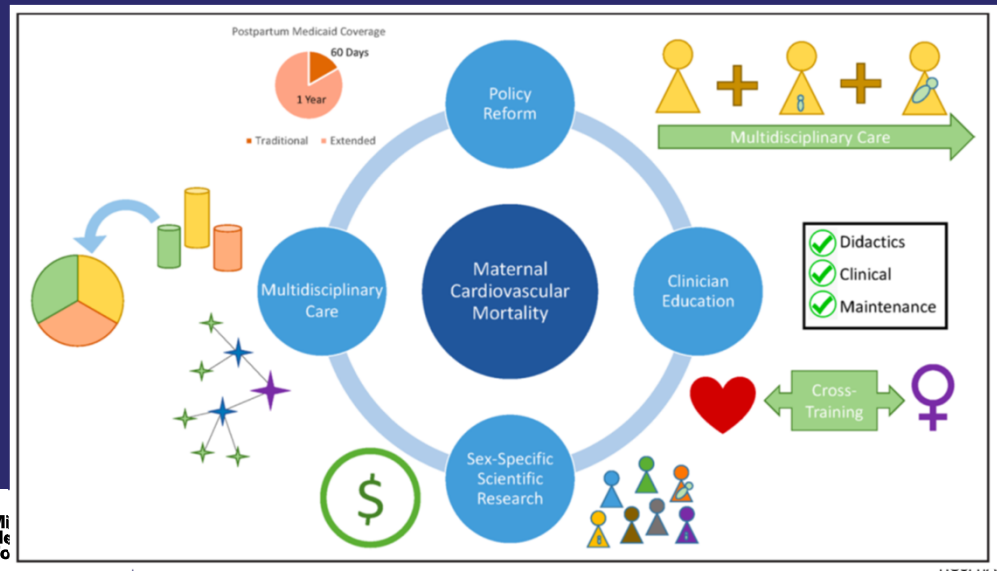 Postpartum Medicaid Coverage
60 Days
1 Year
Traditional
Extended
Policy
Reform
Multidisciplinary Care
Multidisciplinary
Care
Maternal
Cardiovascular
Mortality
Clinician
Education
Didactics
Clinical
Maintenance
Cross-
Training
Sex-Specific
Scientific
Research
$